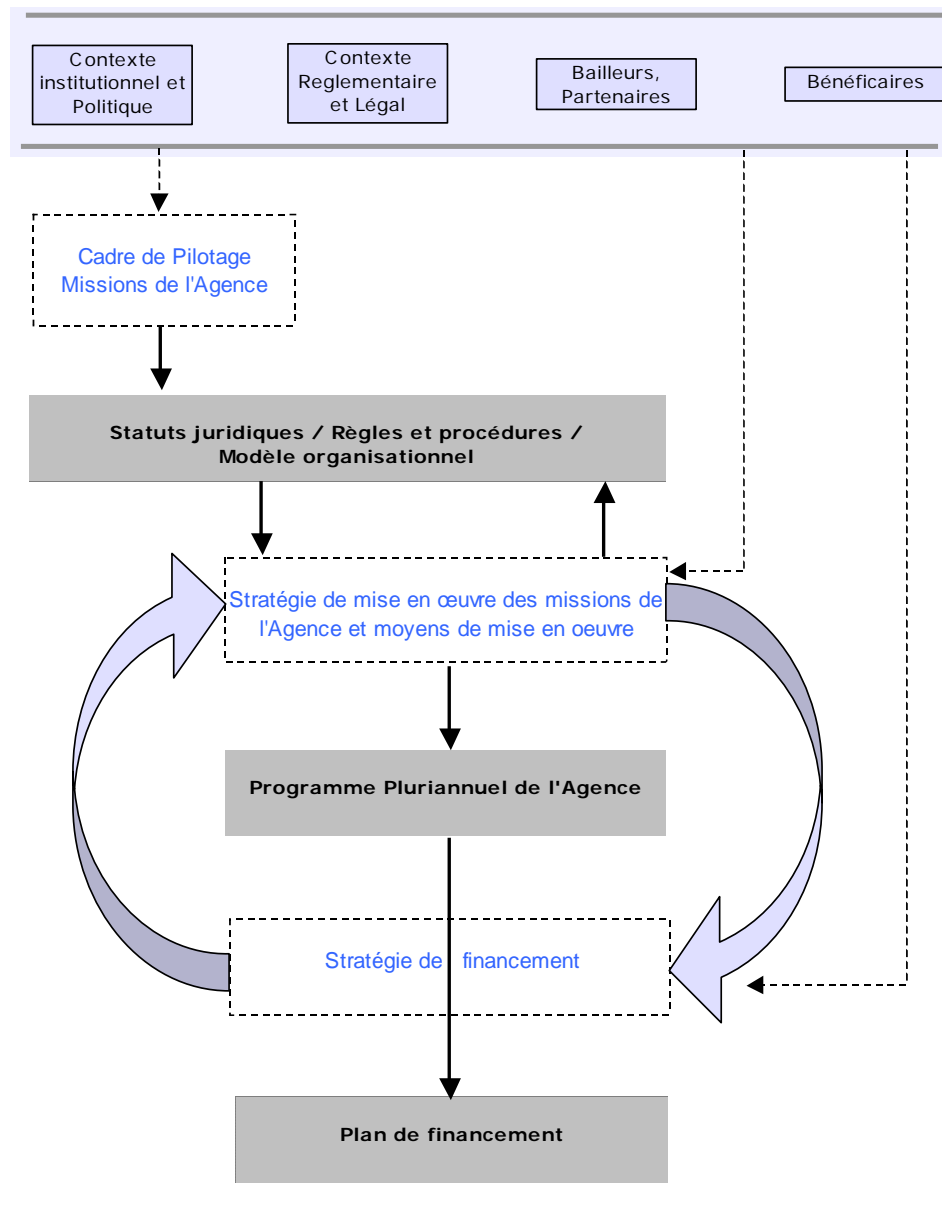 Contexte
institutionnel et
Politique
Contexte
Reglementaire
et Légal
Bailleurs,
Partenaires
Bénéficaires
Cadre de Pilotage
Missions de l'Agence
Statuts juridiques / Règles et procédures /
Modèle organisationnel
Stratégie de mise en œuvre des missions de
l'Agence et moyens de mise en oeuvre
Programme Pluriannuel de l'Agence
Stratégie de financement
Plan de financement